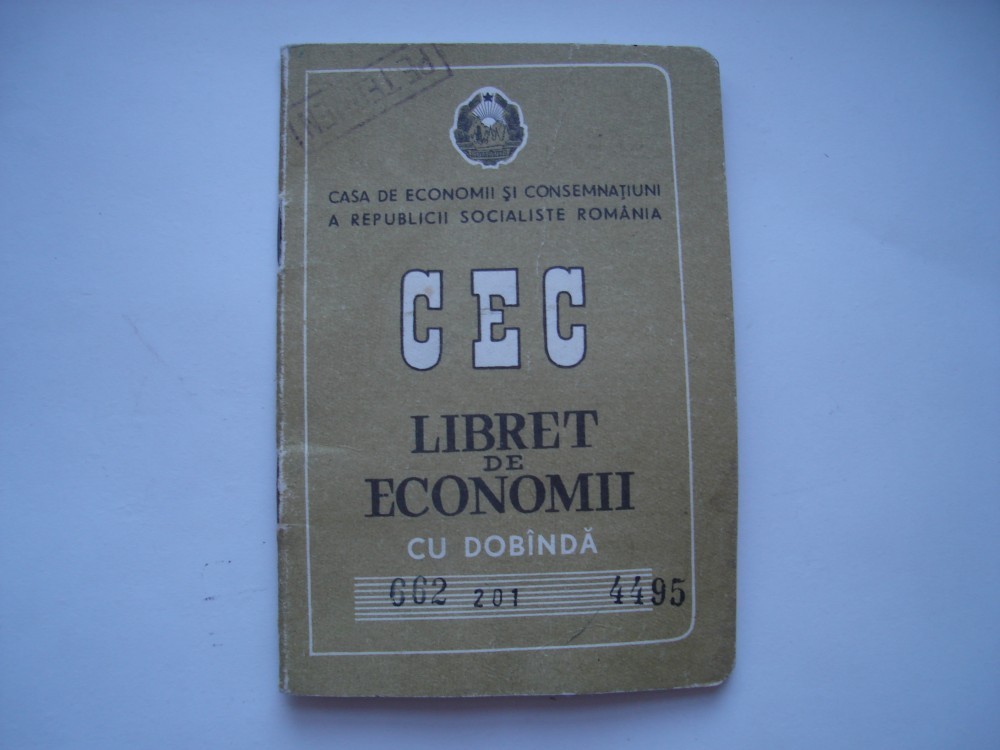 CASA DE ECONOMII ŞI CONSEMNAŢIUNI
A REPUBLICII SOCIALISTE ROMÂNIA
CEC
LIBRET
DE
ECONOMII
CU DOBÎNDĂ
662 201 4495